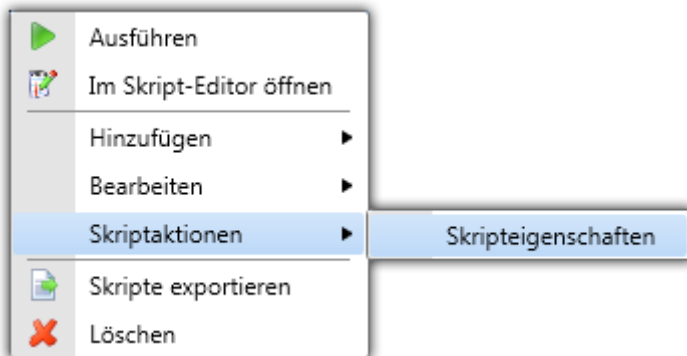 Ausführen
Im Skript-Editor öffnen
Hinzufügen
Bearbeiten
Skriptaktionen
Skripteigenschaften
Skripte exportieren
Löschen